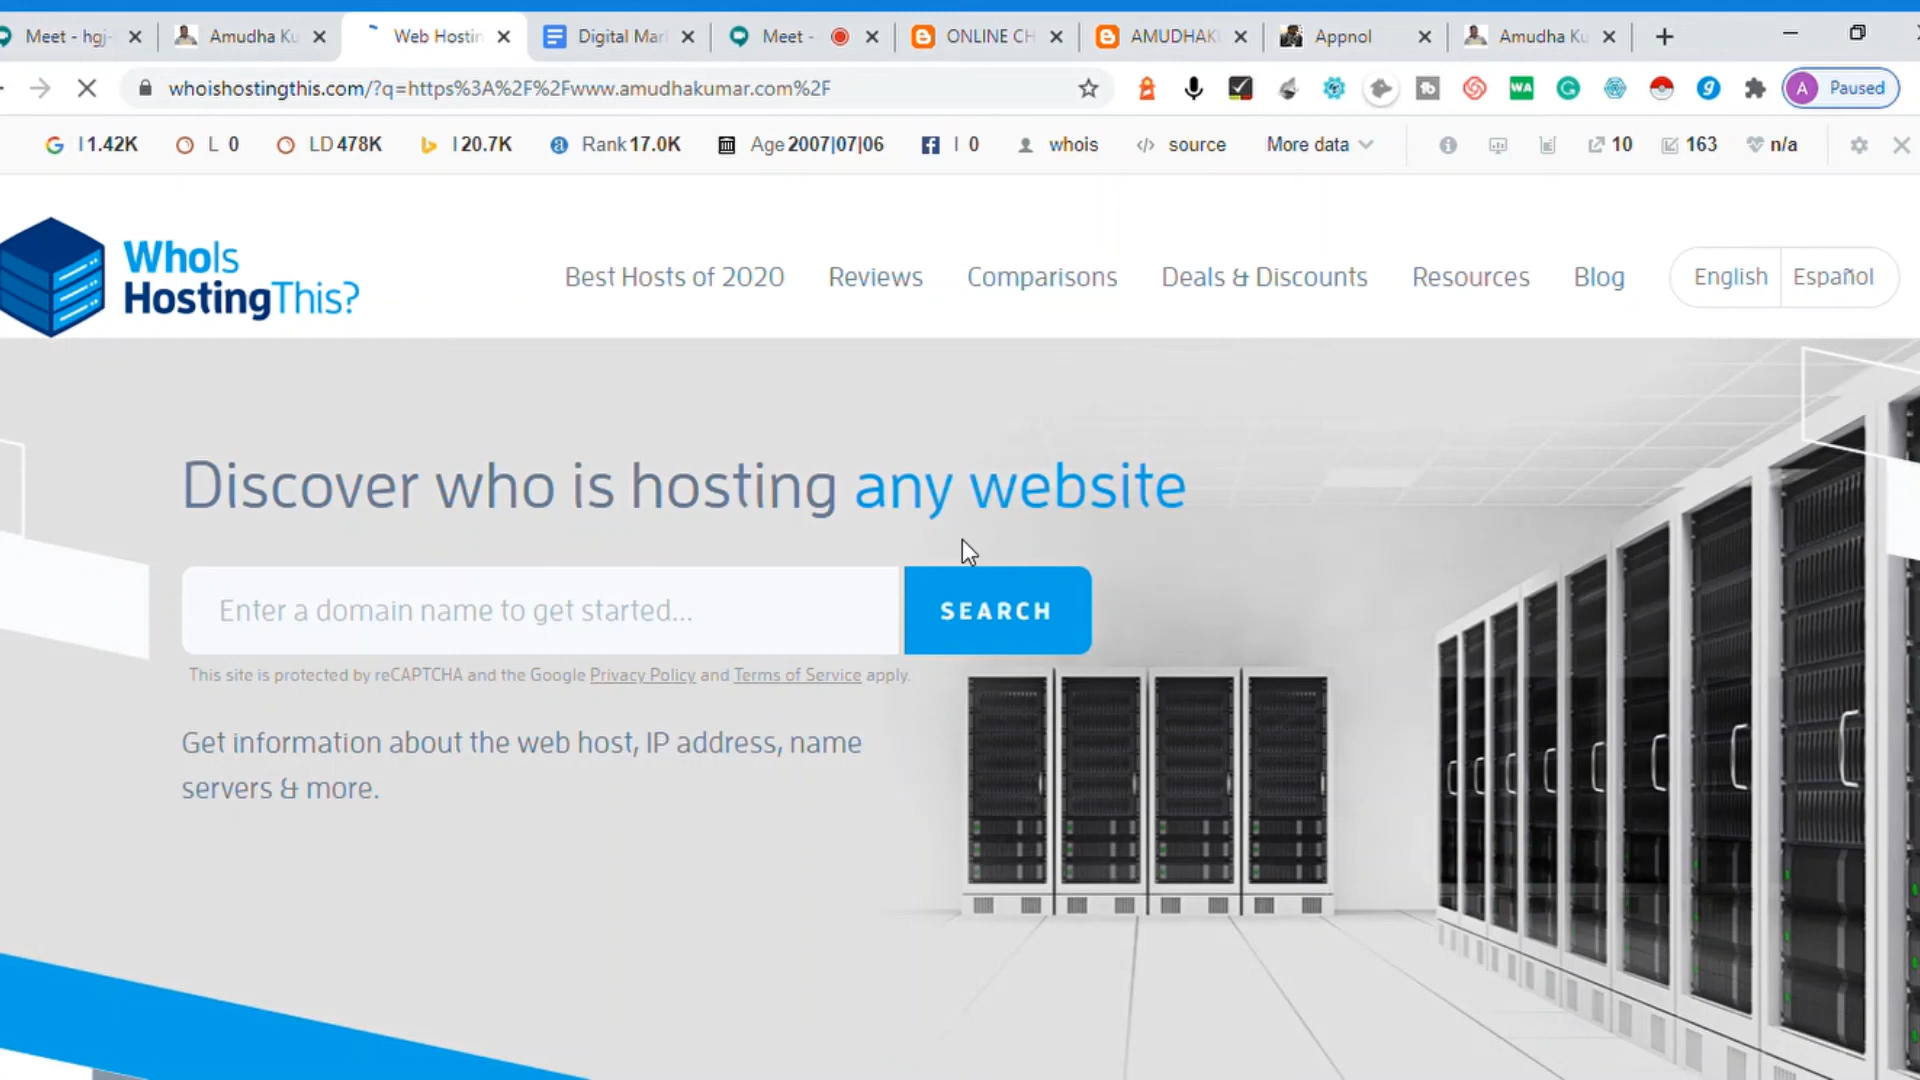 Meet - hgj-
Amudha Ku
Web Hostin
Digital Mar
Meet -
ONLINE CH
AMUDHAKU
Appnol
Amudha Ku
whoishostingthis.com/?q=https%3A%2F%2Fwww.amudhakumar.com%2F
A Paused
I 1.42K
L 0
LD 478K
I 20.7K
Rank 17.0K
Age 2007|07|06
I 0
whois
source
More data
10
163
n/a
WhoIs
HostingThis?
Best Hosts of 2020
Reviews
Comparisons
Deals & Discounts
Resources
Blog
English
Español
Discover who is hosting any website
Enter a domain name to get started...
SEARCH
This site is protected by reCAPTCHA and the Google Privacy Policy and Terms of Service apply.
Get information about the web host, IP address, name
servers & more.